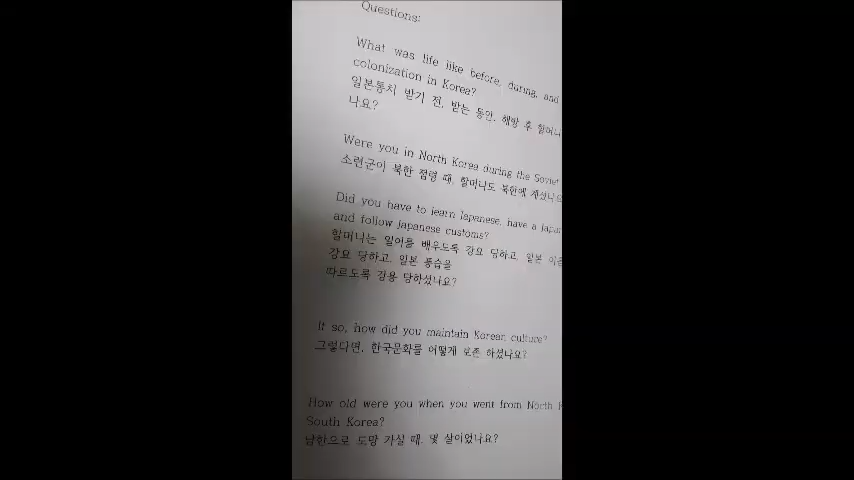 Questions:
What was life like before, during, and
colonization in Korea?
일본통치 받기 전, 받는 동안, 해방 후 할머니
나요?
Were you in North Korea during the Soviet
소련군이 북한 점령 때, 할머니도 북한에 계셨나요
Did you have to learn Japanese, have a Japan
and follow Japanese customs?
할머니는 일어를 배우도록 강요 당하고, 일본 이름
강요 당하고, 일본 풍습을
따르도록 강용 당하셨나요?
If so, how did you maintain Korean culture?
그렇다면, 한국문화를 어떻게 보존 하셨나요?
How old were you when you went from North K
South Korea?
남한으로 도망 가실 때, 몇 살이었나요?